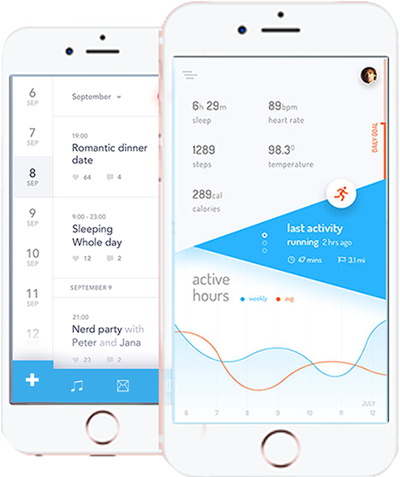 6
SEP
7
SEP
8
SEP
9
SEP
10
SEP
11
SEP
12
September
19:00
Romantic dinner
date
64 4
9:00 - 23:00
Sleeping
Whole day
12 2
SEPTEMBER 9
21:00
Nerd party with
Peter and Jana
23 2
6h 29m
sleep
89bpm
heart rate
1289
steps
98.3°
temperature
289cal
calories
DAILY GOAL
last activity
running 2 hrs ago
47 mins 3.1 mi
active
hours
weekly avg
JULY
6 7 8 9 10 11 12